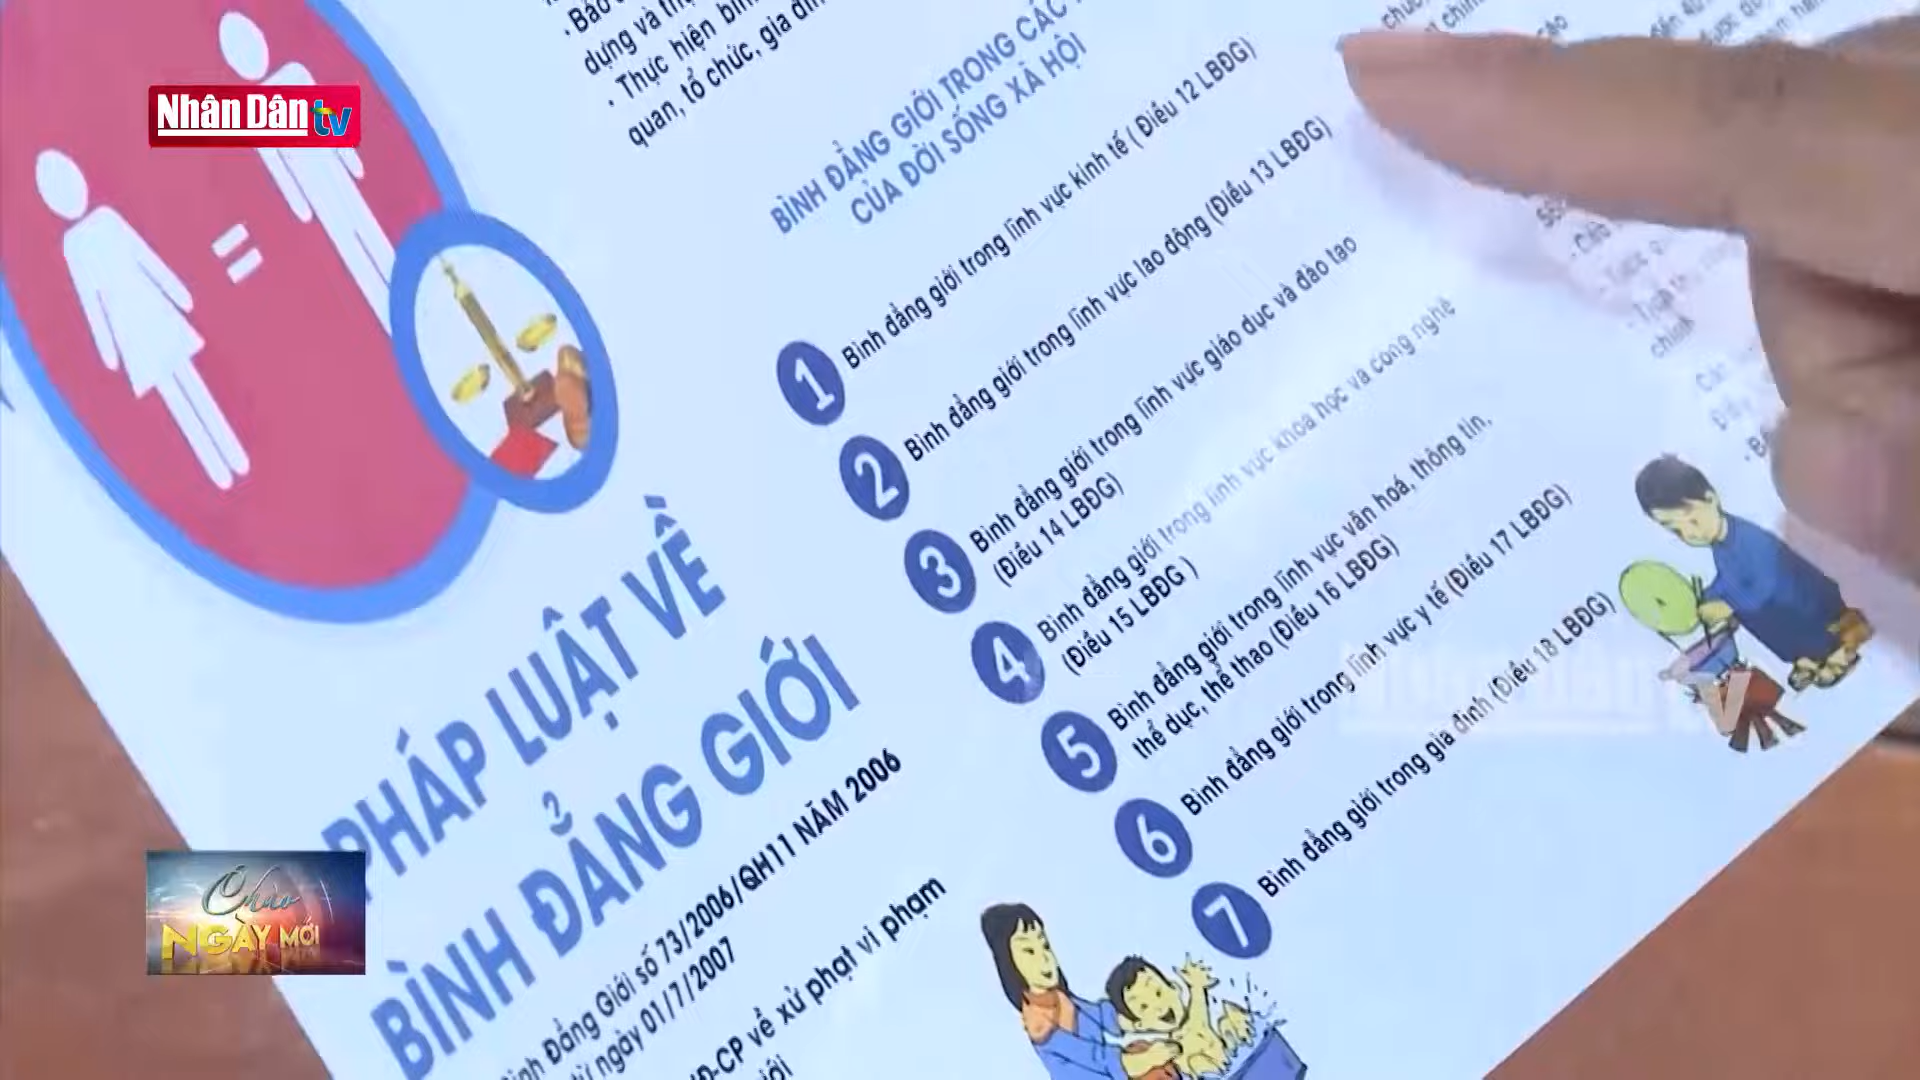 Nhân Dân tv
dựng và
• Thực hiện
quan, tổ chức, gia
BÌNH ĐẲNG GIỚI TRONG CÁC
CỦA ĐỜI SỐNG XÃ HỘI
1 Bình đẳng giới trong lĩnh vực kinh tế ( Điều 12 LBĐG)
2 Bình đẳng giới trong lĩnh vực lao động (Điều 13 LBĐG)
3 Bình đẳng giới trong lĩnh vực giáo dục và đào tạo
(Điều 14 LBĐG)
4 Bình đẳng giới trong lĩnh vực khoa học và công nghệ
(Điều 15 LBĐG )
5 Bình đẳng giới trong lĩnh vực văn hoá, thông tin,
thể dục, thể thao (Điều 16 LBĐG)
6 Bình đẳng giới trong lĩnh vực y tế (Điều 17 LBĐG)
7 Bình đẳng giới trong gia đình (Điều 18 LBĐG)
PHÁP LUẬT VỀ
BÌNH ĐẲNG GIỚI
Đẳng Giới số 73/2006/QH11 NĂM 2006
từ ngày 01/7/2007
NĐ-CP về xử phạt vi phạm
chính
Chào
NGÀY MỚI